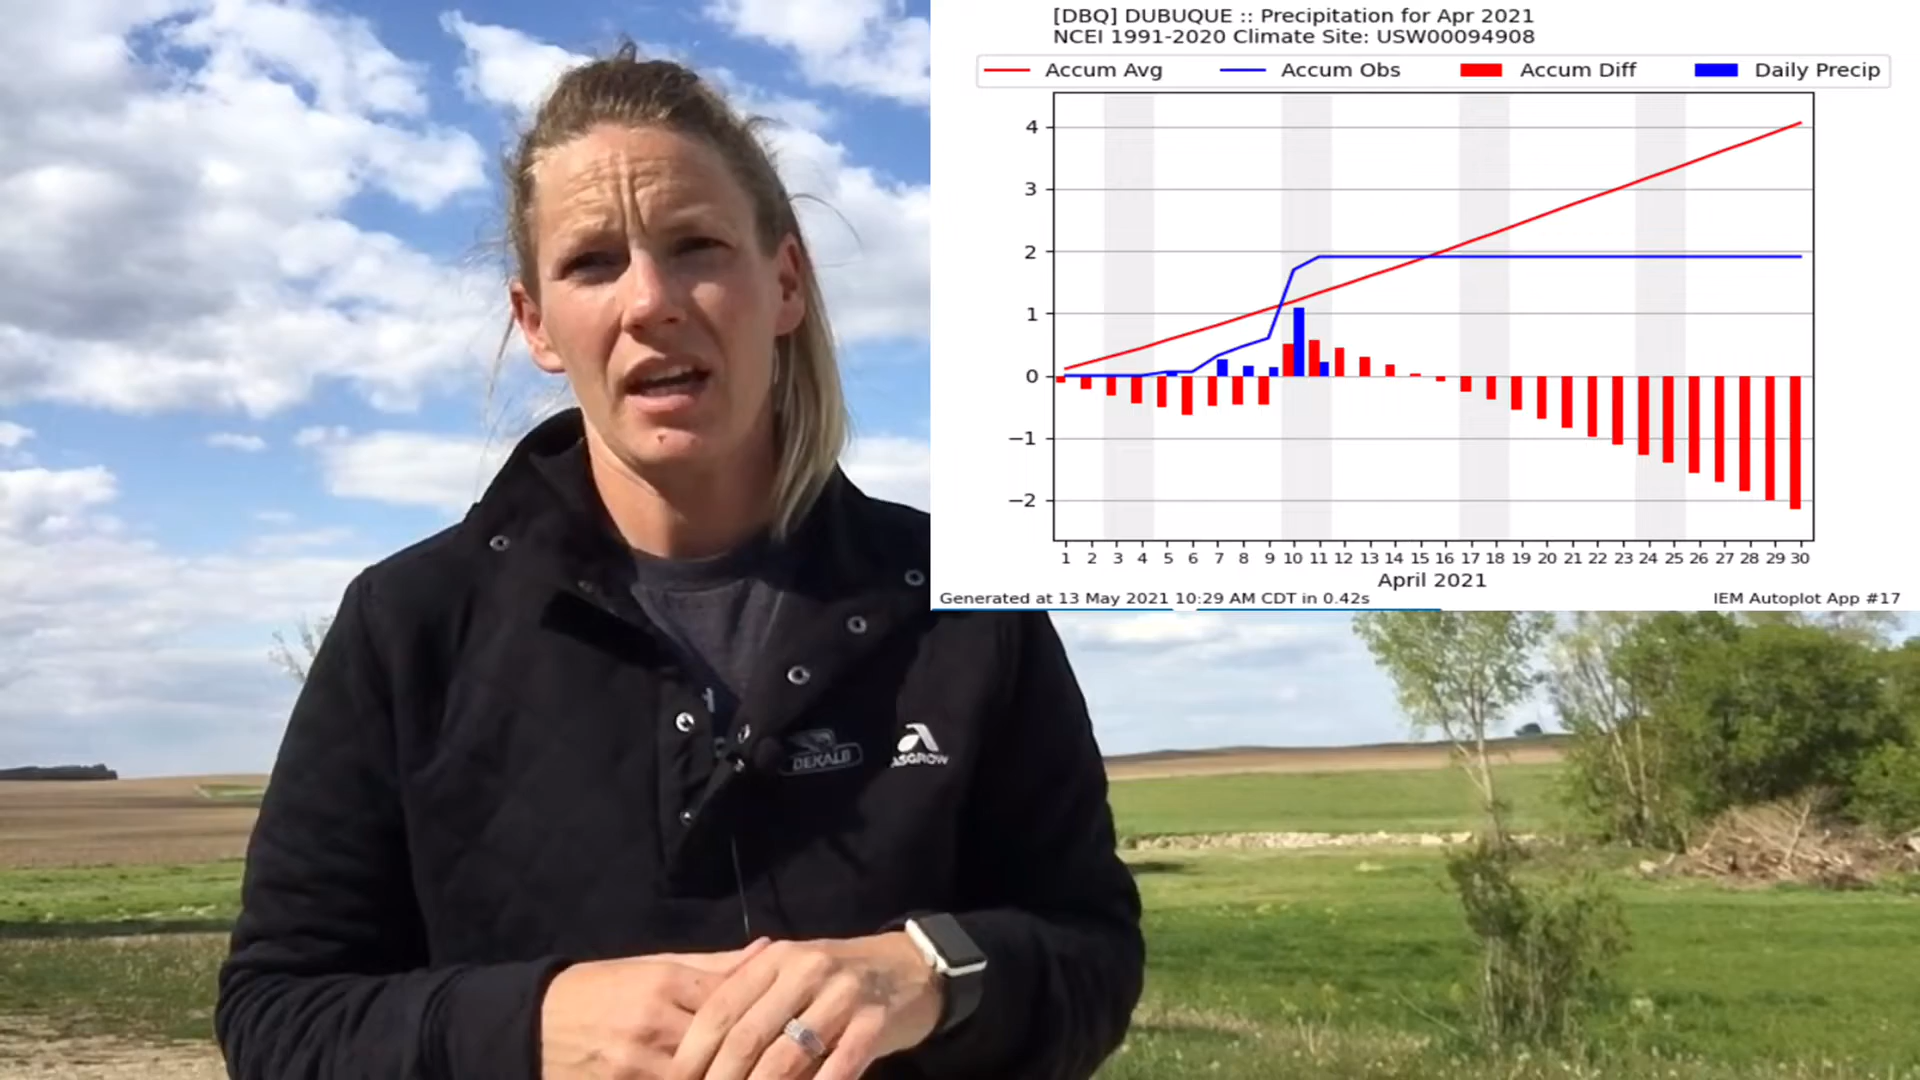 [DBQ] DUBUQUE :: Precipitation for Apr 2021
NCEI 1991-2020 Climate Site: USW00094908
Accum Avg Accum Obs Accum Diff Daily Precip
4
3
2
1
0
−1
−2
1 2 3 4 5 6 7 8 9 10 11 12 13 14 15 16 17 18 19 20 21 22 23 24 25 26 27 28 29 30
April 2021
Generated at 13 May 2021 10:29 AM CDT in 0.42s
IEM Autoplot App #17
DEKALB
ASGROW